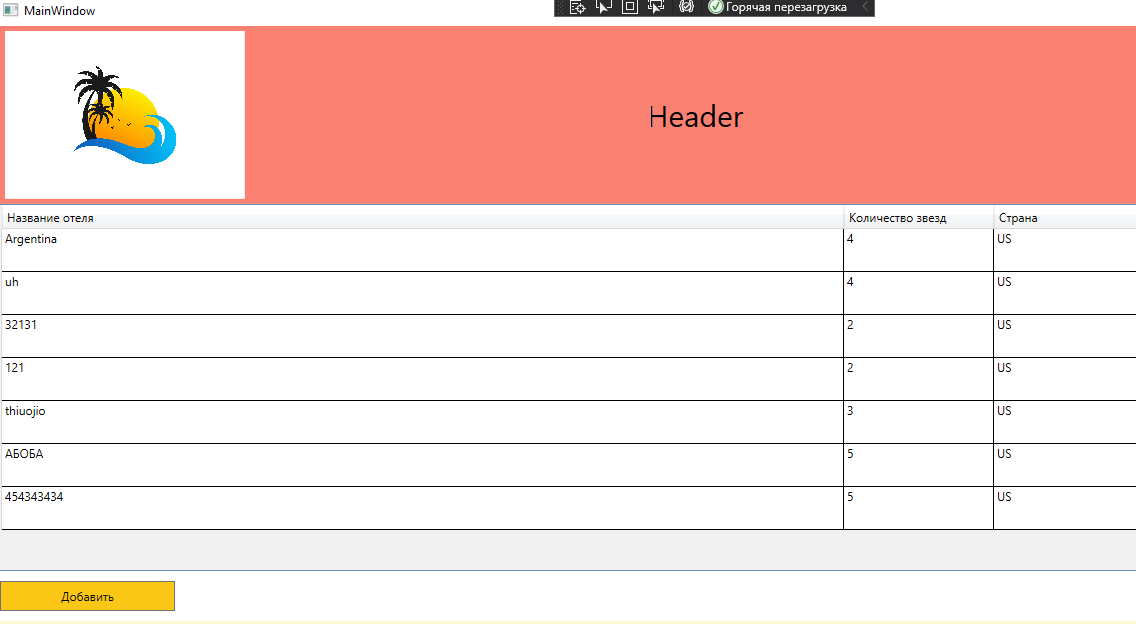 MainWindow
Горячая перезагрузка
Header
Название отеля Количество звезд Страна
Argentina 4 US
uh 4 US
32131 2 US
121 2 US
thiuojio 3 US
АБОБА 5 US
454343434 5 US
Добавить